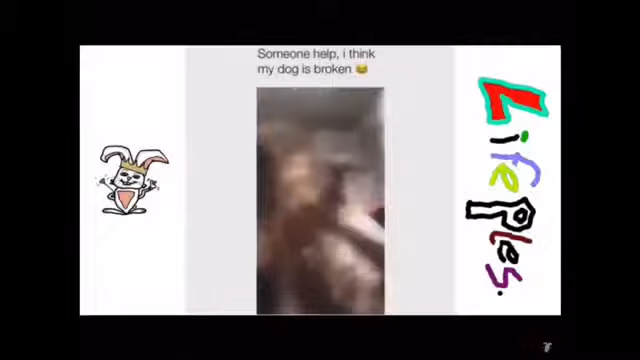 Someone help, i think
my dog is broken 😂
Life Ples.